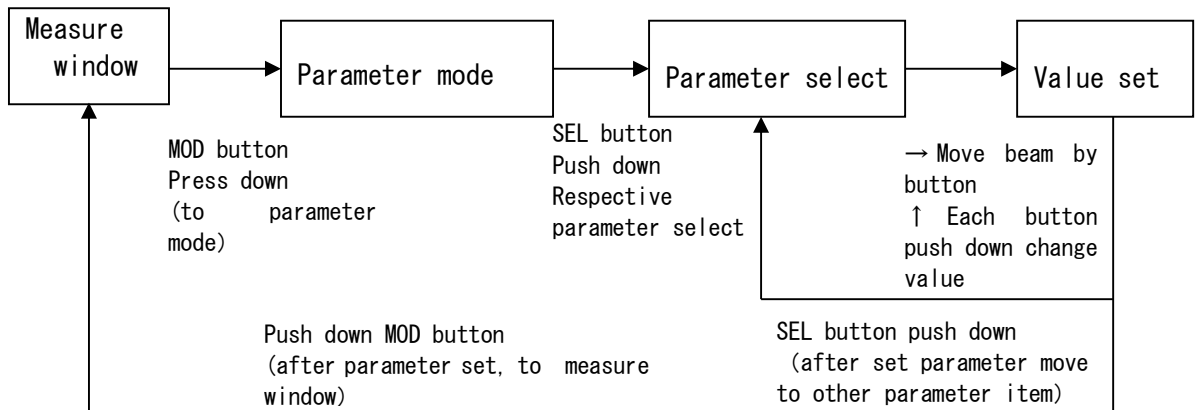 Measure
window
Parameter mode
Parameter select
Value set
MOD button
Press down
(to parameter
mode)
SEL button
Push down
Respective
parameter select
→ Move beam by
button
↑ Each button
push down change
value
Push down MOD button
(after parameter set, to measure
window)
SEL button push down
(after set parameter move
to other parameter item)